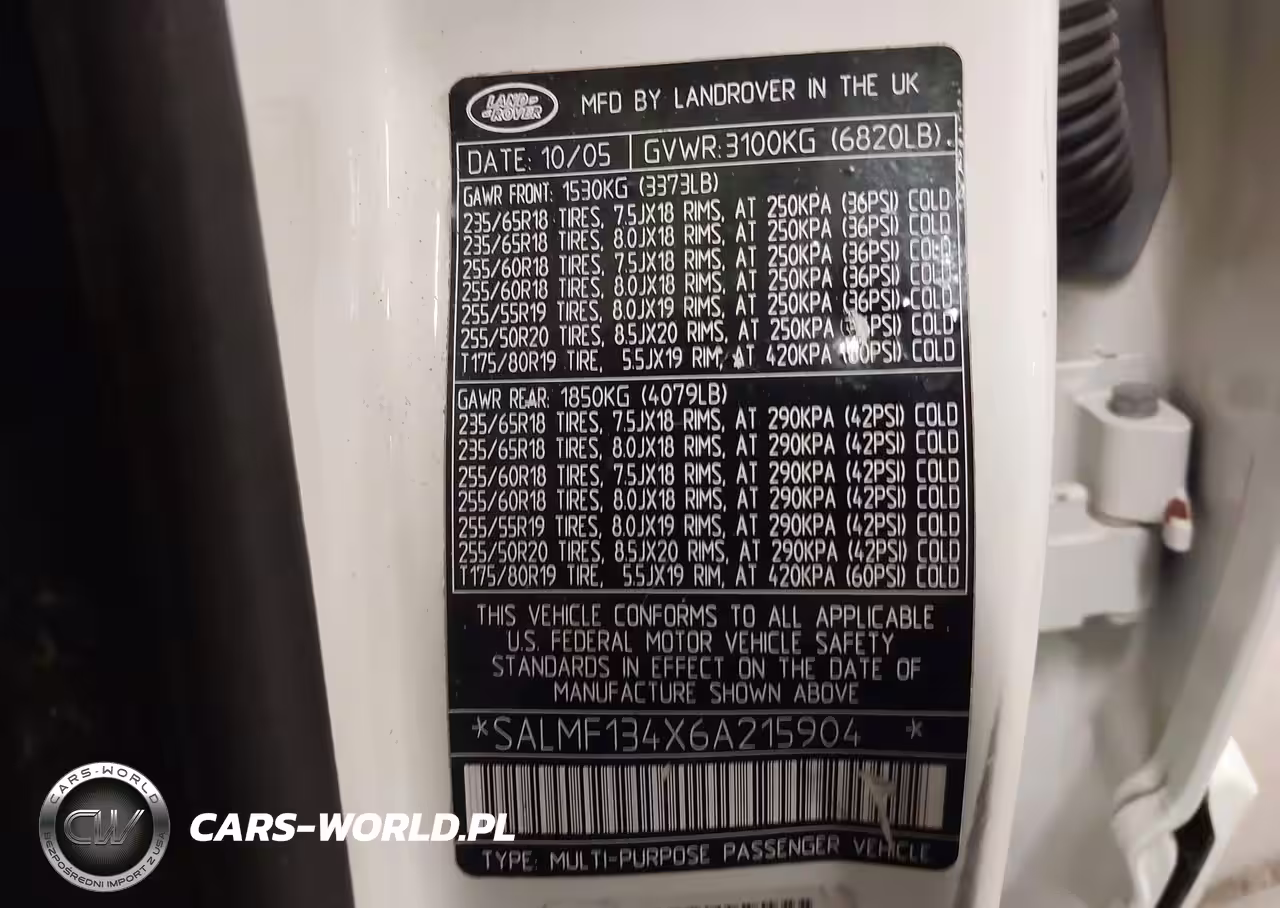 LAND-
-ROVER
MFD BY LANDROVER IN THE UK
DATE: 10/05 GVWR: 3100KG (6820LB).
GAWR FRONT: 1530KG (3373LB)
235/65R18 TIRES, 7.5JX18 RIMS, AT 250KPA (36PSI) COLD
235/65R18 TIRES, 8.0JX18 RIMS, AT 250KPA (36PSI) COLD
255/60R18 TIRES, 7.5JX18 RIMS, AT 250KPA (36PSI) COLD
255/60R18 TIRES, 8.0JX18 RIMS, AT 250KPA (36PSI) COLD
255/55R19 TIRES, 8.0JX19 RIMS, AT 250KPA (36PSI) COLD
255/50R20 TIRES, 8.5JX20 RIMS, AT 250KPA COLD
T175/80R19 TIRE, 5.5JX19 RIM, AT 420KPA (60PSI) COLD
GAWR REAR: 1850KG (4079LB)
235/65R18 TIRES, 7.5JX18 RIMS, AT 290KPA (42PSI) COLD
235/65R18 TIRES, 8.0JX18 RIMS, AT 290KPA (42PSI) COLD
255/60R18 TIRES, 7.5JX18 RIMS, AT 290KPA (42PSI) COLD
255/60R18 TIRES, 8.0JX18 RIMS, AT 290KPA (42PSI) COLD
255/55R19 TIRES, 8.0JX19 RIMS, AT 290KPA (42PSI) COLD
255/50R20 TIRES, 8.5JX20 RIMS, AT 290KPA (42PSI) COLD
T175/80R19 TIRE, 5.5JX19 RIM, AT 420KPA (60PSI) COLD
THIS VEHICLE CONFORMS TO ALL APPLICABLE
U.S. FEDERAL MOTOR VEHICLE SAFETY
STANDARDS IN EFFECT ON THE DATE OF
MANUFACTURE SHOWN ABOVE
*SALMF134X6A215904 *
TYPE: MULTI-PURPOSE PASSENGER VEHICLE
CARS-WORLD
CW
BEZPOŚREDNI IMPORT Z USA
CARS-WORLD.PL